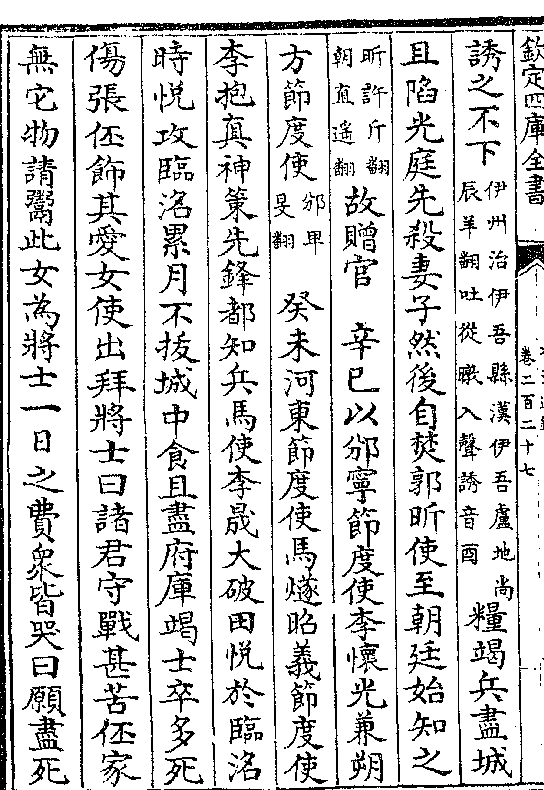 欽定四庫全書
卷二百二十七
誘之不下伊州治伊吾縣漢伊吾盧地尚辰羊翻吐從暾入聲誘音酉糧竭兵盡城
且陷光庭先殺妻子然後自焚郭昕使至朝廷始知之
昕許斤翻朝直遙翻故贈官　辛巳以邠寧節度使李懷光兼朔
方節度使邠卑旻翻　癸未河東節度使馬燧昭義節度使
李抱真神策先鋒都知兵馬使李晟大破田悅於臨洺
時悅攻臨洺累月不拔城中食且盡府庫竭士卒多死
傷張伾飾其愛女使出拜將士曰諸君守戰甚苦伾家
無它物請鬻此女為將士一日之費衆皆哭曰願盡死